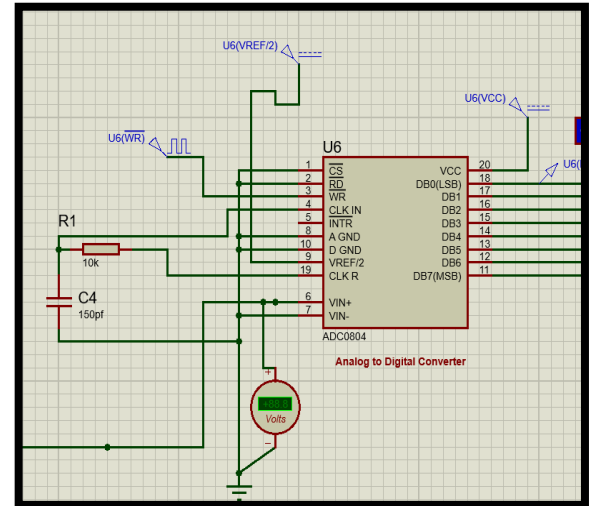 U6(VREF/2)
U6(VCC)
U6(WR)
U6
U6(
1 CS VCC 20
2 RD DB0(LSB) 18
3 WR DB1 17
4 CLK IN DB2 16
5 INTR DB3 15
8 A GND DB4 14
10 D GND DB5 13
9 VREF/2 DB6 12
19 CLK R DB7(MSB) 11
6 VIN+
7 VIN-
R1
10k
C4
150pf
ADC0804
Analog to Digital Converter
+
+88.8
Volts
−